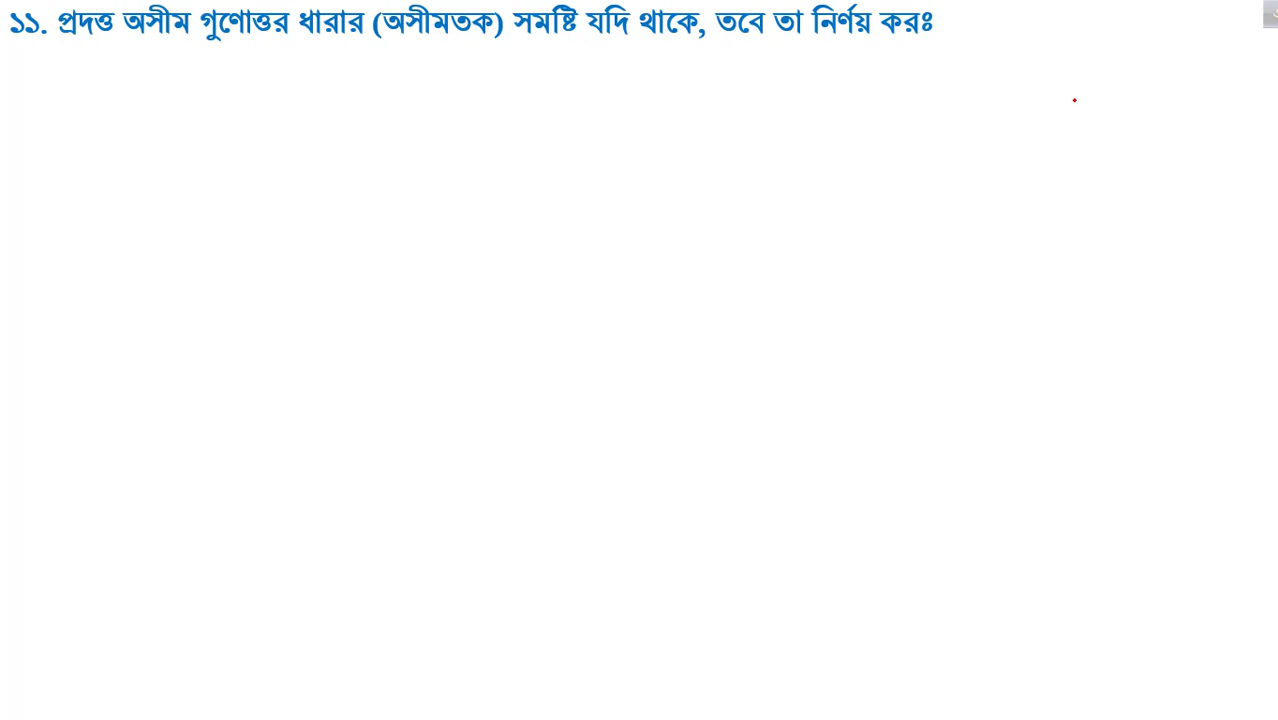 ১১. প্রদত্ত অসীম গুণোত্তর ধারার (অসীমতক) সমষ্টি যদি থাকে, তবে তা নির্ণয় করঃ